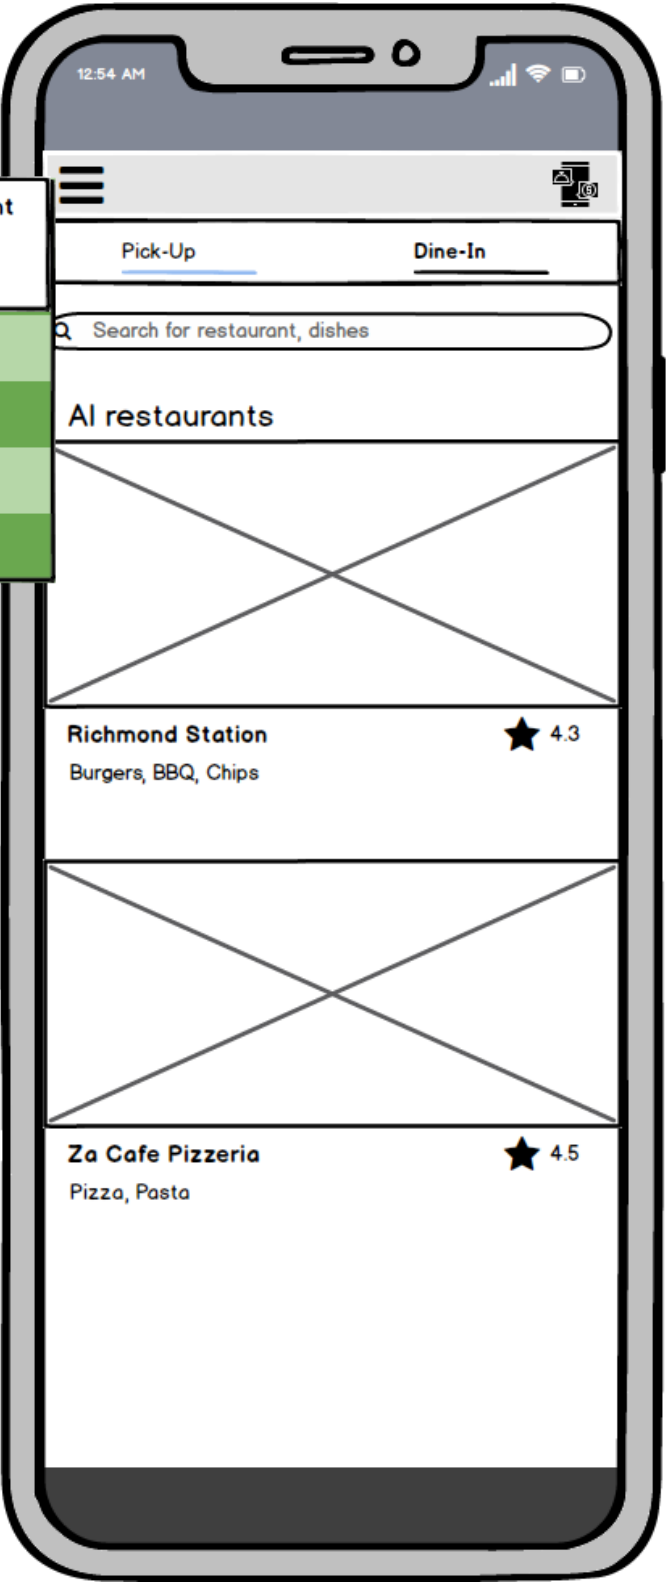 12:54 AM
nt
Pick-Up
Dine-In
Search for restaurant, dishes
Al restaurants
Richmond Station
4.3
Burgers, BBQ, Chips
Za Cafe Pizzeria
4.5
Pizza, Pasta